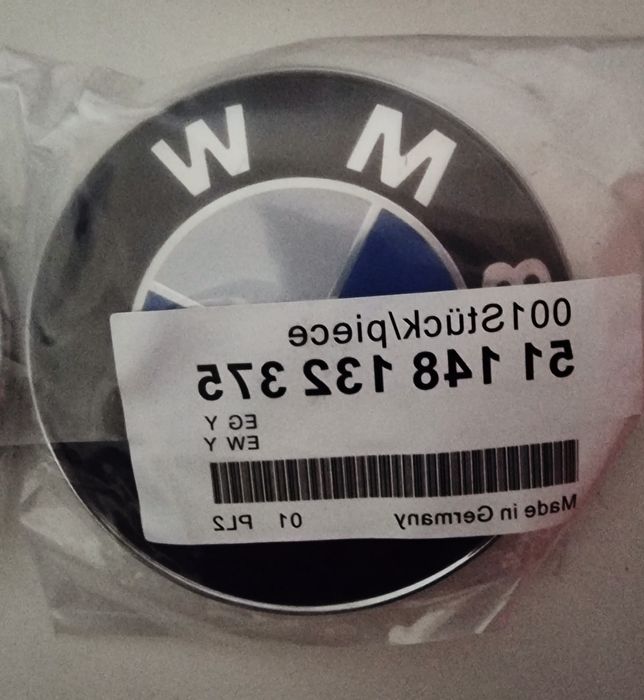 B M W
001Stück/piece
51 148 132 375
EG Y
EW Y
Made in Germany 01 PL2